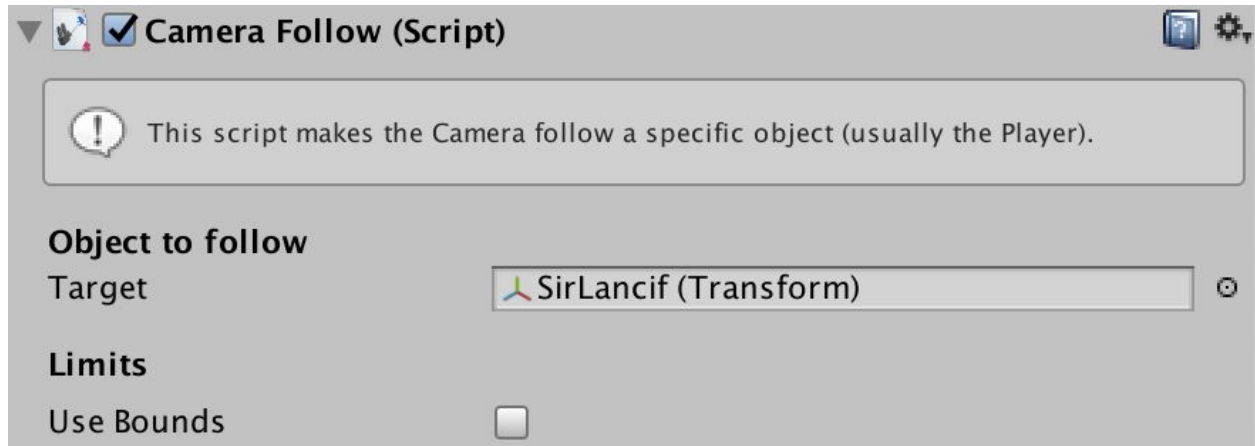 Camera Follow (Script)
This script makes the Camera follow a specific object (usually the Player).
Object to follow
Target SirLancif (Transform)
Limits
Use Bounds